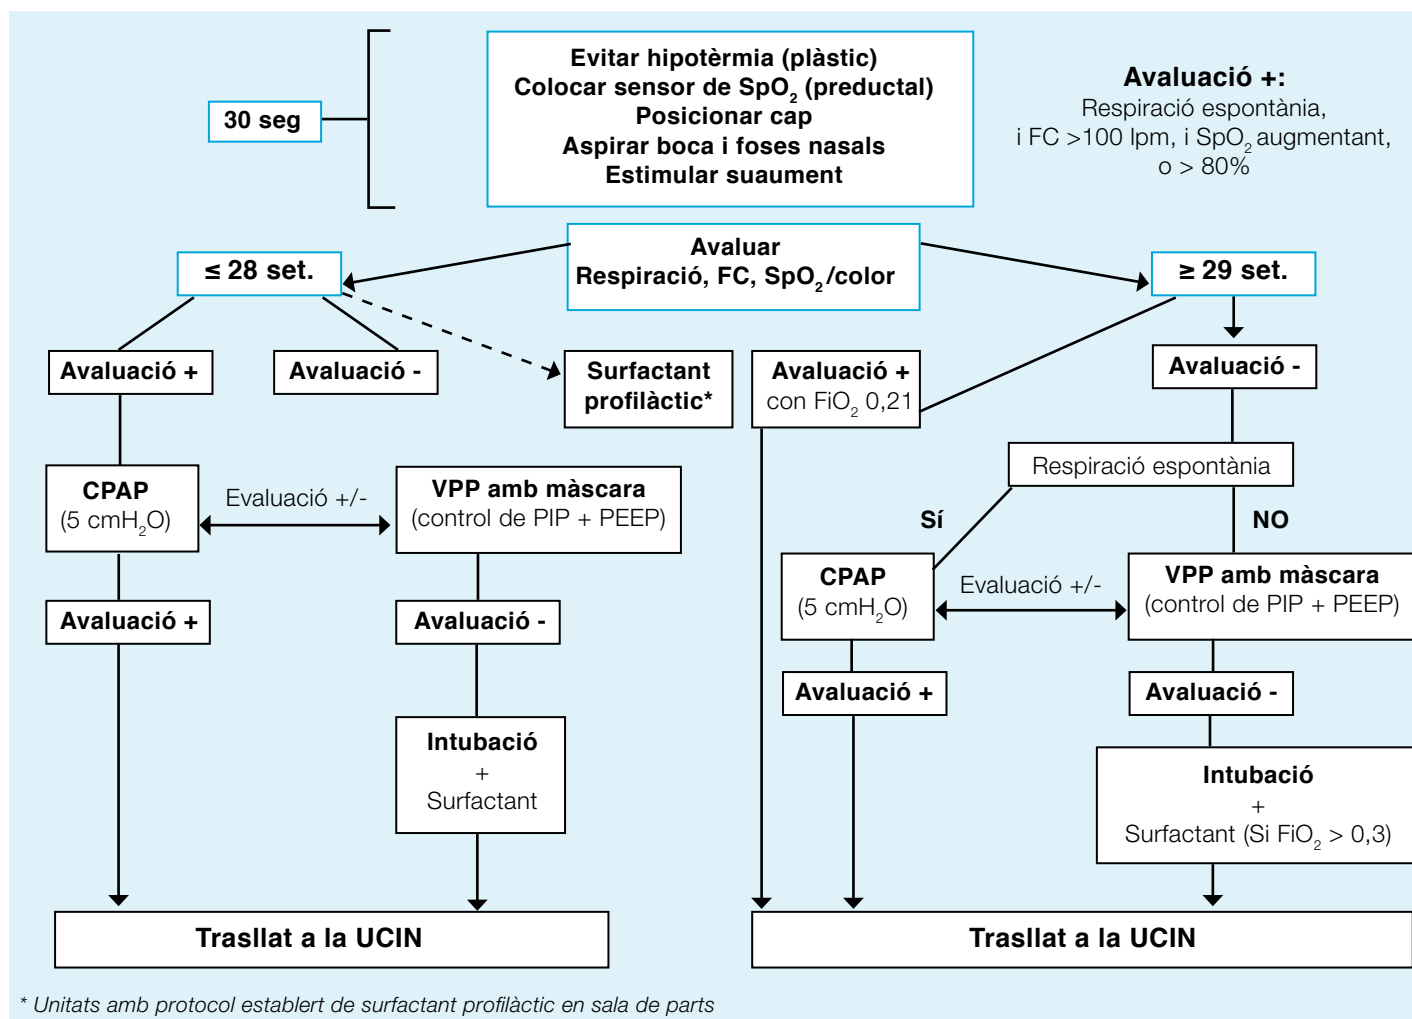 30 seg
Evitar hipotèrmia (plàstic)
Colocar sensor de SpO2 (preductal)
Posicionar cap
Aspirar boca i foses nasals
Estimular suaument
Avaluació +:
Respiració espontània,
i FC >100 lpm, i SpO2 augmentant,
o > 80%
Avaluar
Respiració, FC, SpO2/color
≤ 28 set.
≥ 29 set.
Avaluació +
Avaluació -
Surfactant
profilàctic*
Avaluació +
con FiO2 0,21
Avaluació -
Respiració espontània
Sí
NO
CPAP
(5 cmH2O)
Evaluació +/-
VPP amb màscara
(control de PIP + PEEP)
CPAP
(5 cmH2O)
Evaluació +/-
VPP amb màscara
(control de PIP + PEEP)
Avaluació +
Avaluació -
Avaluació +
Avaluació -
Intubació
+
Surfactant
Intubació
+
Surfactant (Si FiO2 > 0,3)
Trasllat a la UCIN
Trasllat a la UCIN
* Unitats amb protocol establert de surfactant profilàctic en sala de parts